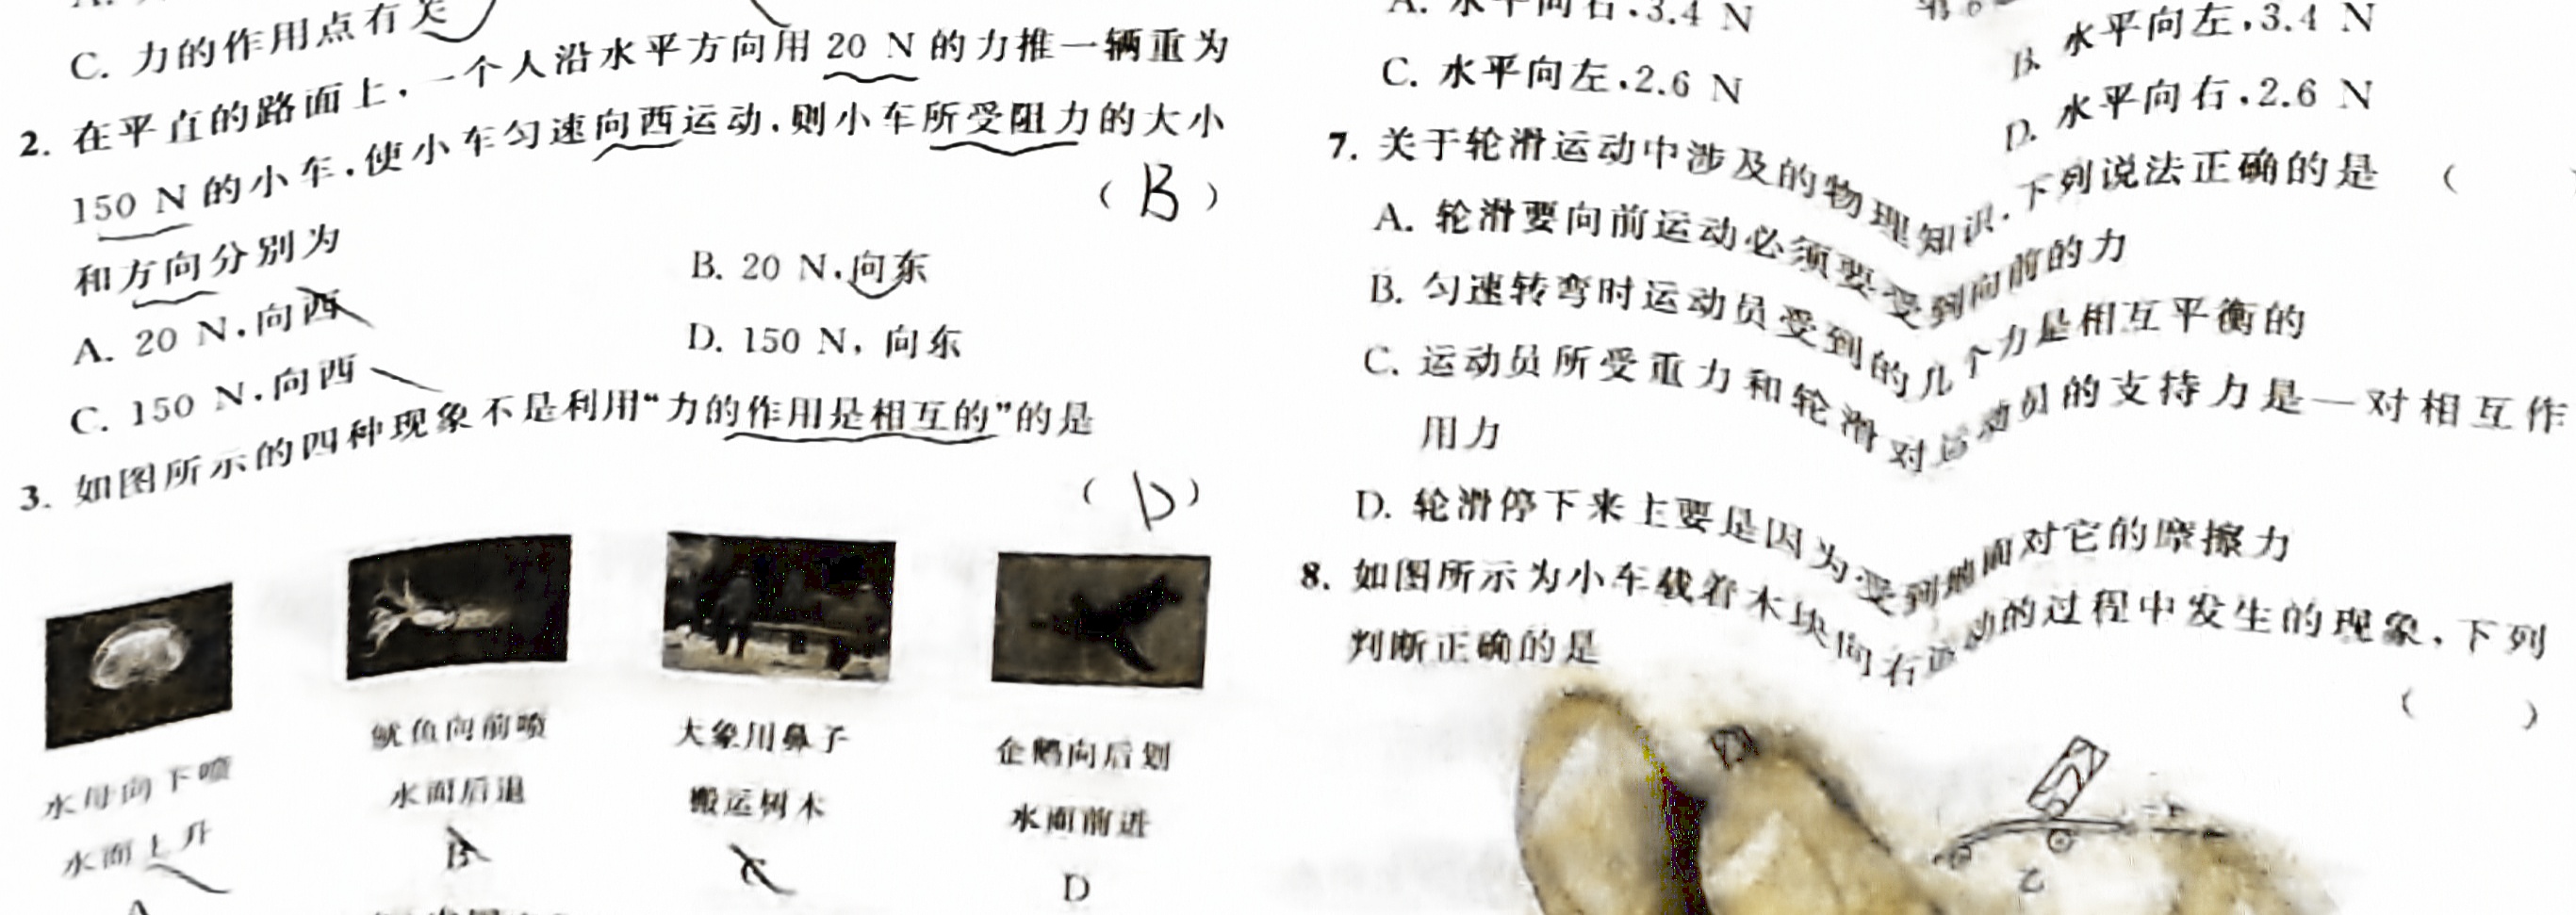 C. 力的作用点有关
2. 在平直的路面上,一个人沿水平方向用 20 N 的力推一辆重为
150 N 的小车,使小车匀速向西运动,则小车所受阻力的大小
和方向分别为
( B )
A. 20 N,向西
B. 20 N,向东
C. 150 N,向西
D. 150 N, 向东
3. 如图所示的四种现象不是利用“力的作用是相互的”的是
( D )
水母向下喷
水而上升
A
鱿鱼向前喷
水而后退
B
大象用鼻子
搬运树木
企鹅向后划
水而前进
D
A. 水平向右,3.4 N
B. 水平向左,3.4 N
C. 水平向左,2.6 N
D. 水平向右,2.6 N
7. 关于轮滑运动中涉及的物理知识,下列说法正确的是 (
A. 轮滑要向前运动必须要受到向前的力
B. 匀速转弯时运动员受到的几个力是相互平衡的
C. 运动员所受重力和轮滑对运动员的支持力是一对相互作
用力
D. 轮滑停下来主要是因为受到地面对它的摩擦力
8. 如图所示为小车载着木块向右运动的过程中发生的现象,下列
判断正确的是
( )
乙